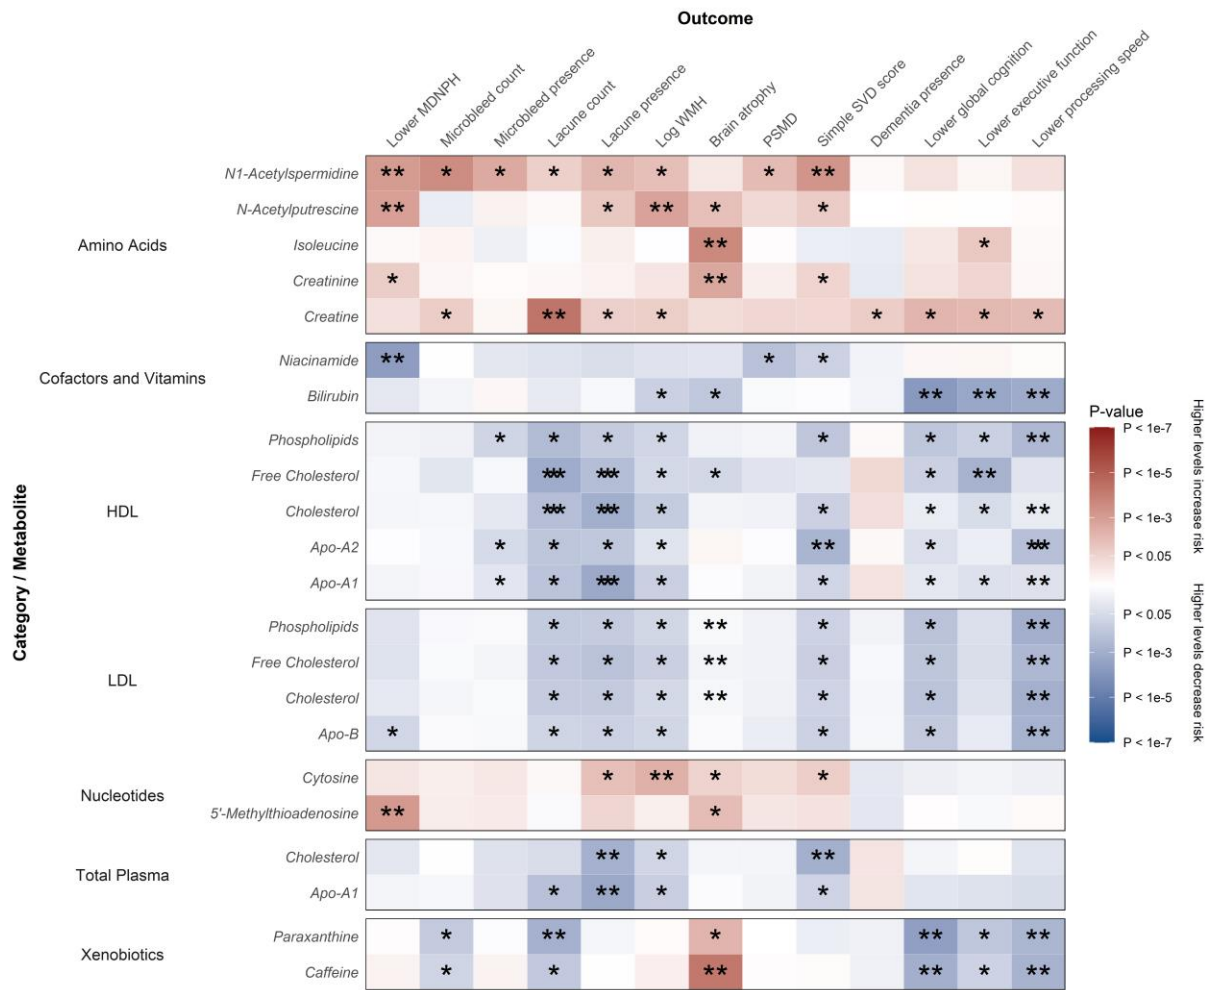 Outcome
Lower MDNPH
Microbleed count
Microbleed presence
Lacune count
Lacune presence
Log WMH
Brain atrophy
PSMD
Simple SVD score
Dementia presence
Lower global cognition
Lower executive function
Lower processing speed
Category / Metabolite
Amino Acids
N1-Acetylspermidine ** * * * * * * **
N-Acetylputrescine ** * ** * *
Isoleucine ** *
Creatinine * ** *
Creatine * ** * * * * * *
Cofactors and Vitamins
Niacinamide ** * *
Bilirubin * * ** ** **
HDL
Phospholipids * * * * * * * **
Free Cholesterol *** *** * * * **
Cholesterol *** *** * * * * **
Apo-A2 * * * * ** * ***
Apo-A1 * * *** * * * * **
LDL
Phospholipids * * * ** * * **
Free Cholesterol * * * ** * * **
Cholesterol * * * ** * * **
Apo-B * * * * * * **
Nucleotides
Cytosine * ** * *
5'-Methylthioadenosine ** *
Total Plasma
Cholesterol ** * **
Apo-A1 * ** * *
Xenobiotics
Paraxanthine * ** * ** * **
Caffeine * * ** ** * **
P-value
P < 1e-7
P < 1e-5
P < 1e-3
P < 0.05
P < 0.05
P < 1e-3
P < 1e-5
P < 1e-7
Higher levels increase risk
Higher levels decrease risk